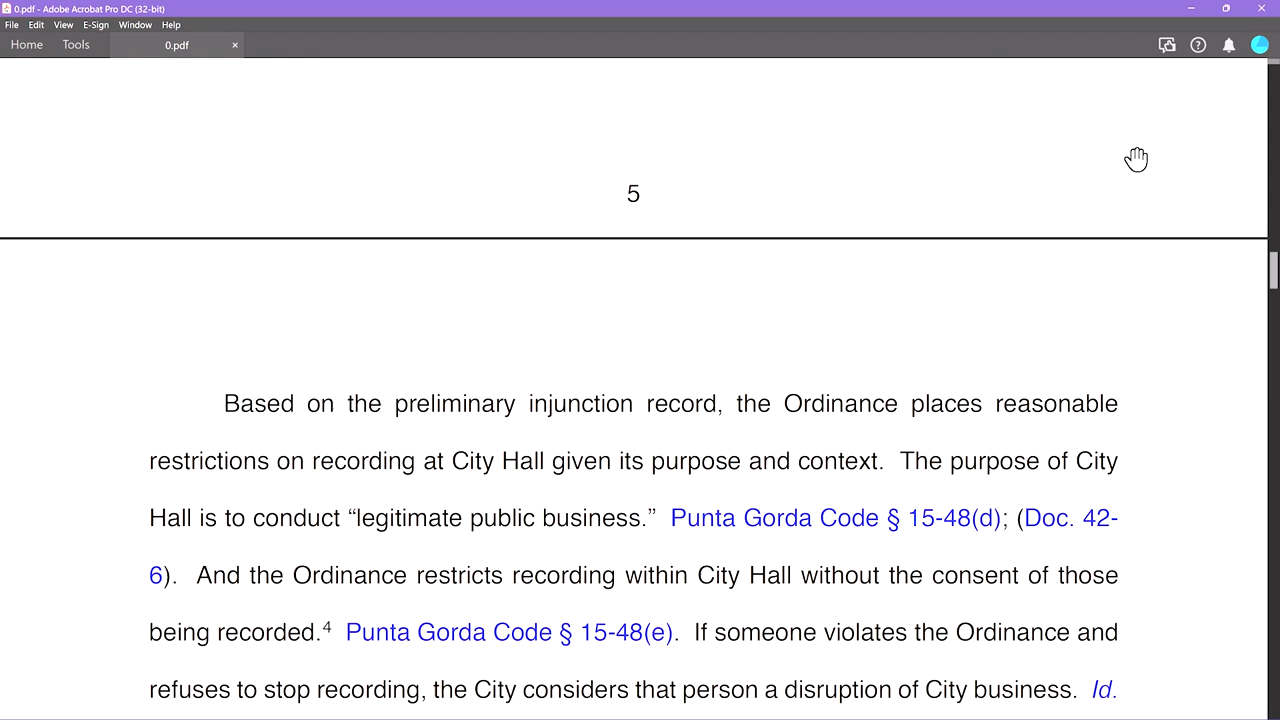 0.pdf - Adobe Acrobat Pro DC (32-bit)
File Edit View E-Sign Window Help
Home Tools 0.pdf ×
5
Based on the preliminary injunction record, the Ordinance places reasonable
restrictions on recording at City Hall given its purpose and context. The purpose of City
Hall is to conduct “legitimate public business.” Punta Gorda Code § 15-48(d); (Doc. 42-
6). And the Ordinance restricts recording within City Hall without the consent of those
being recorded.⁴ Punta Gorda Code § 15-48(e). If someone violates the Ordinance and
refuses to stop recording, the City considers that person a disruption of City business. Id.